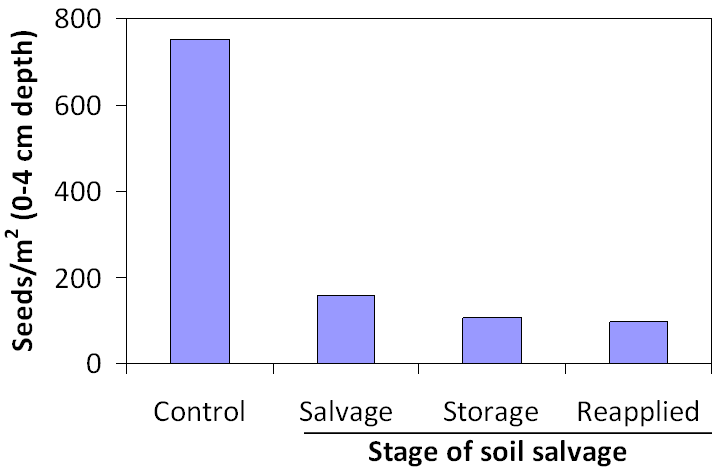 Seeds/m² (0-4 cm depth)
800
600
400
200
0
Control Salvage Storage Reapplied
Stage of soil salvage